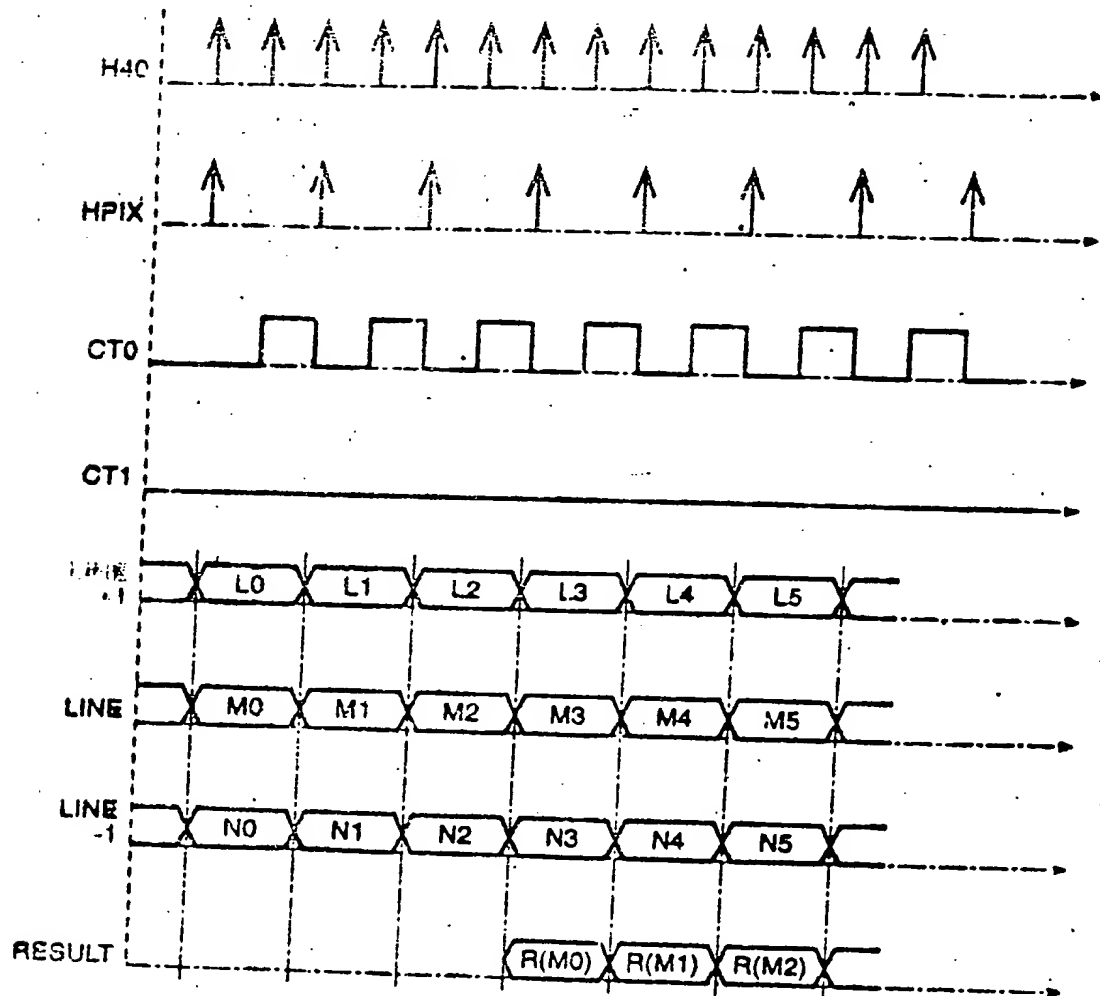 H40
HPIX
CT0
CT1
L0 L1 L2 L3 L4 L5
LINE M0 M1 M2 M3 M4 M5
LINE
-1 N0 N1 N2 N3 N4 N5
RESULT R(M0) R(M1) R(M2)